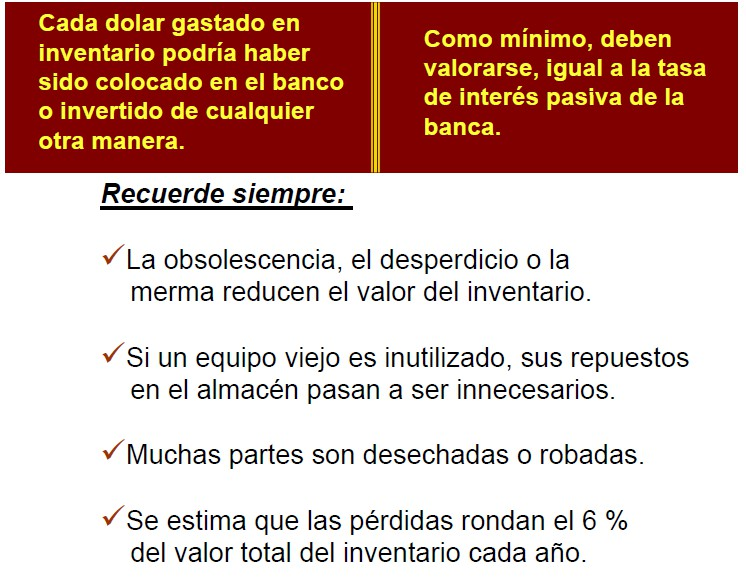 Cada dolar gastado en
inventario podría haber
sido colocado en el banco
o invertido de cualquier
otra manera.
Como mínimo, deben
valorarse, igual a la tasa
de interés pasiva de la
banca.
Recuerde siempre:
✓La obsolescencia, el desperdicio o la
merma reducen el valor del inventario.
✓Si un equipo viejo es inutilizado, sus repuestos
en el almacén pasan a ser innecesarios.
✓Muchas partes son desechadas o robadas.
✓Se estima que las pérdidas rondan el 6 %
del valor total del inventario cada año.